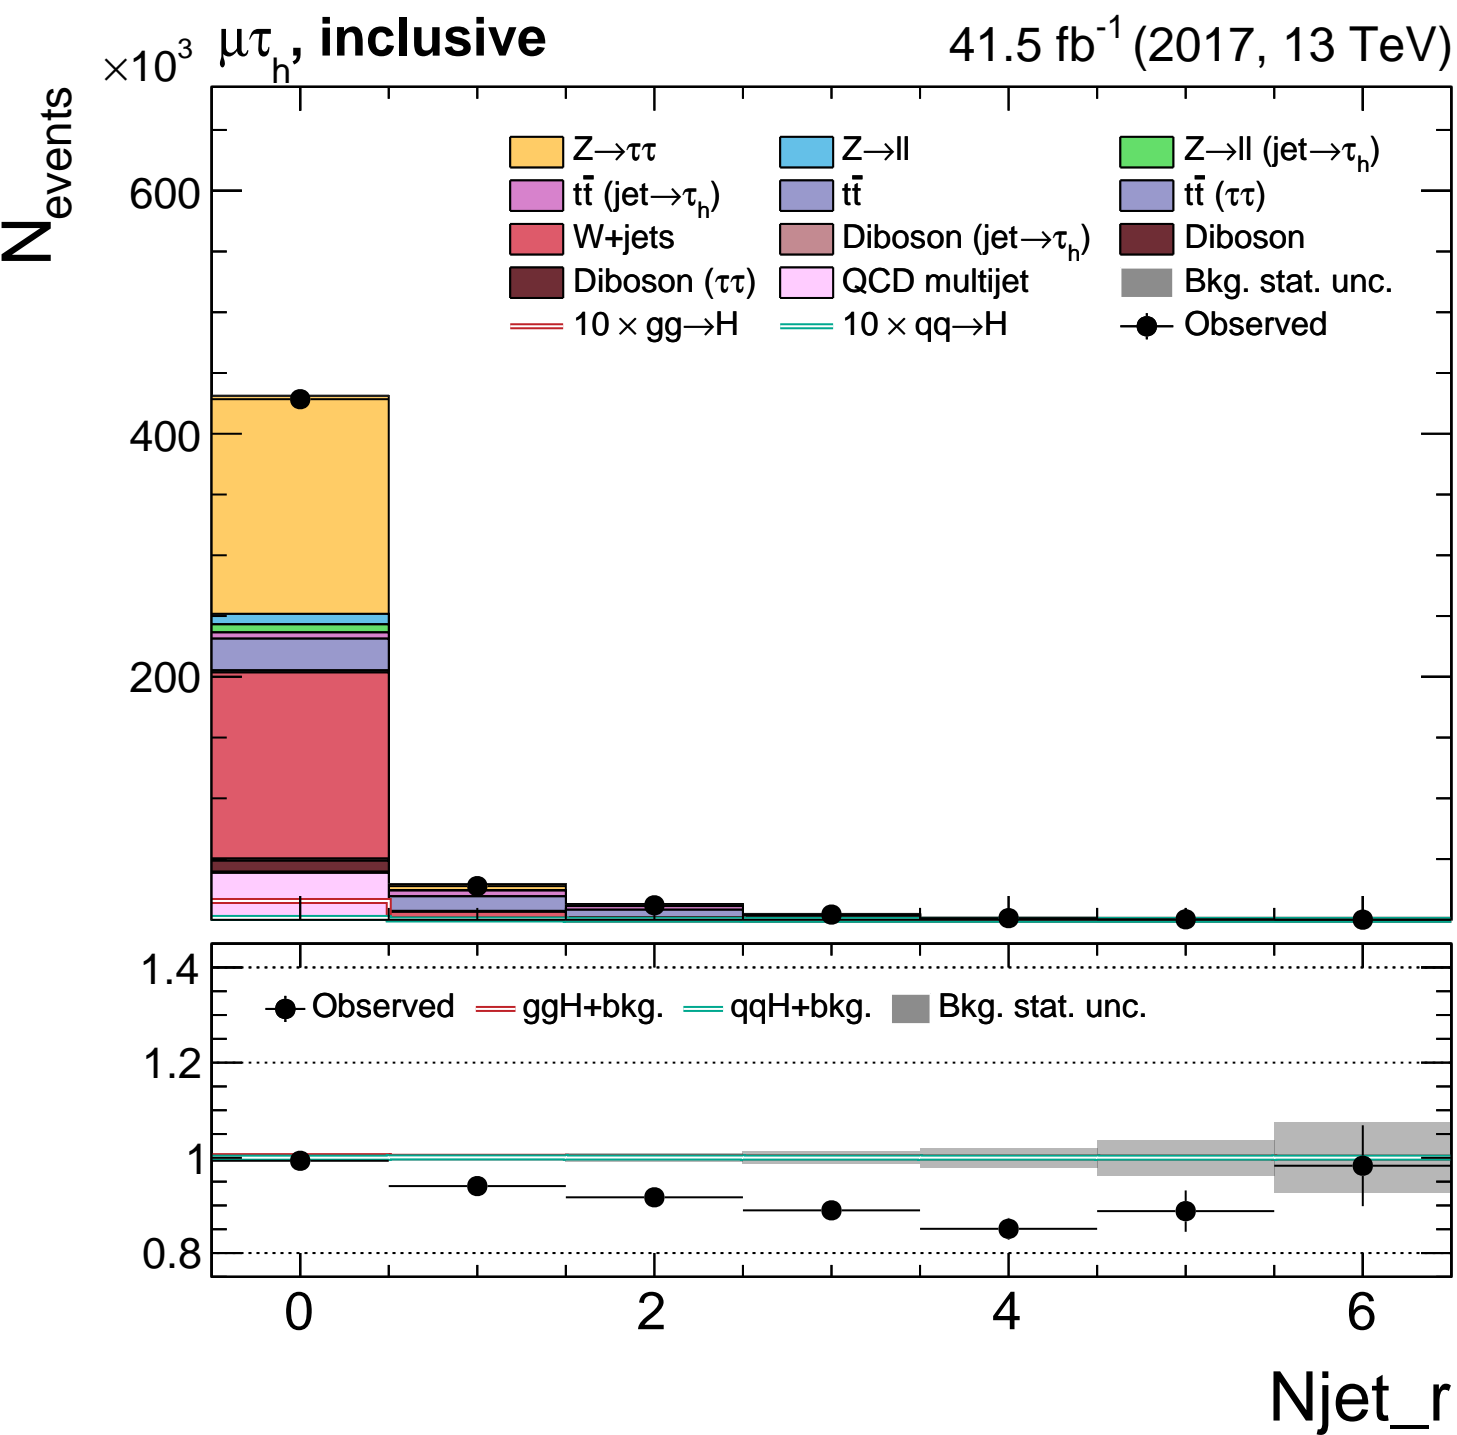 ×10³ μτₕ, inclusive 41.5 fb⁻¹ (2017, 13 TeV)
N_events
600
400
200
Z→ττ Z→ll Z→ll (jet→τₕ)
tt̄ (jet→τₕ) tt̄ tt̄ (ττ)
W+jets Diboson (jet→τₕ) Diboson
Diboson (ττ) QCD multijet Bkg. stat. unc.
10 × gg→H 10 × qq→H Observed
1.4
1.2
1
0.8
Observed ggH+bkg. qqH+bkg. Bkg. stat. unc.
0 2 4 6
Njet_r